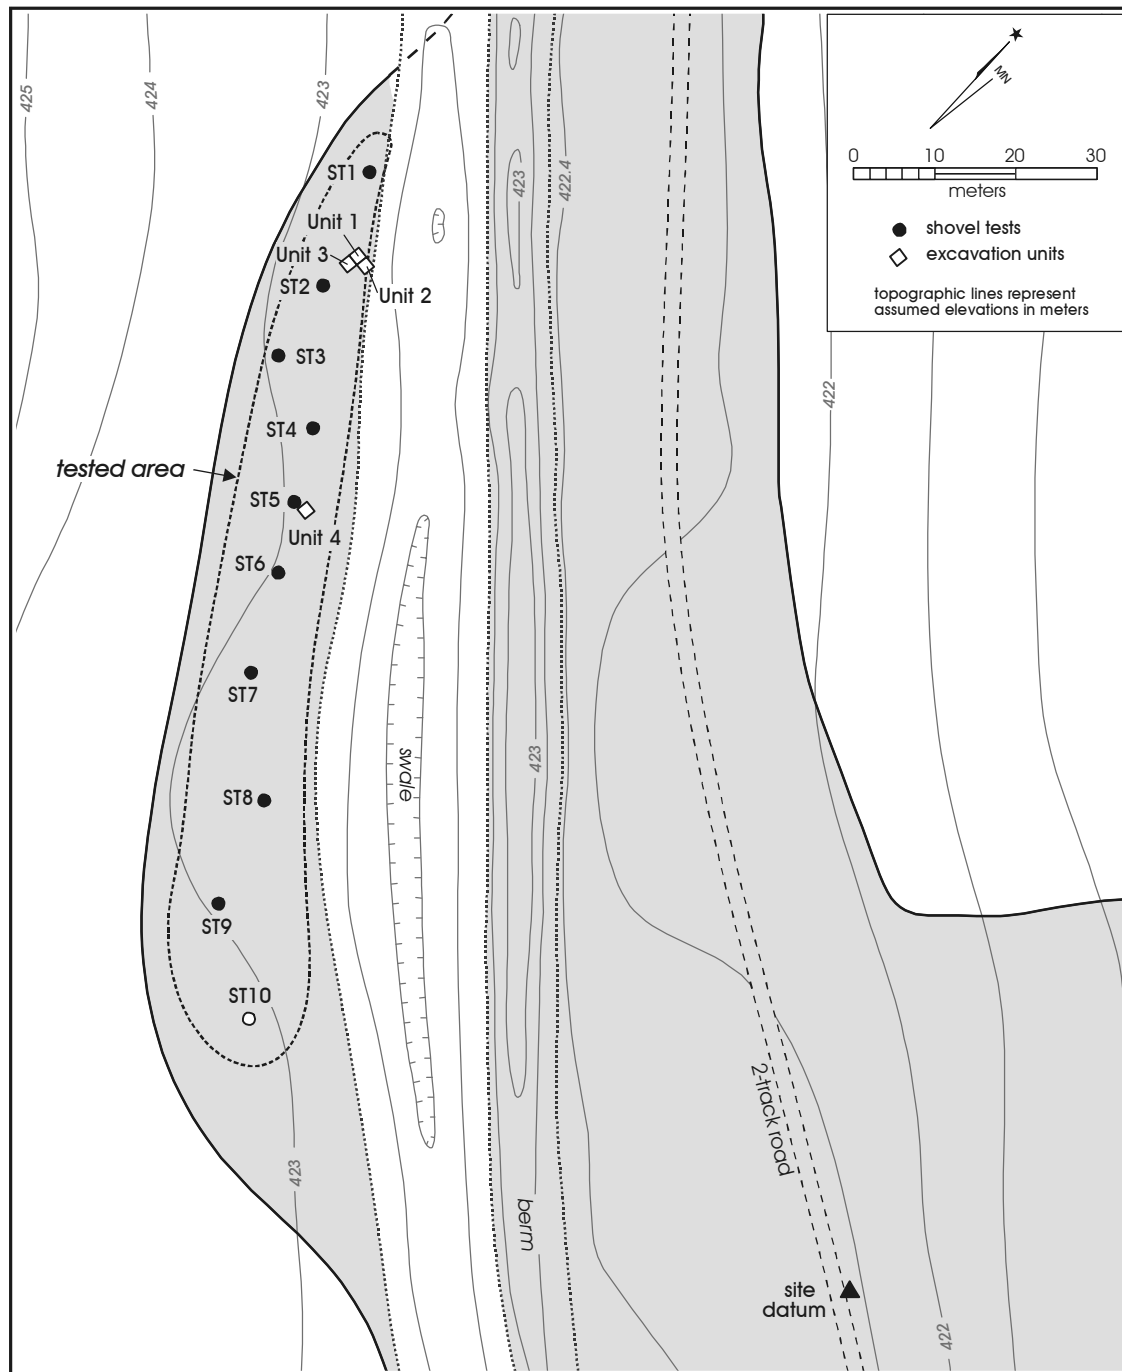 425
424
423
MN
0 10 20 30
meters
shovel tests
excavation units
topographic lines represent
assumed elevations in meters
ST1
423
422.4
Unit 1
Unit 3
ST2
Unit 2
ST3
422
ST4
tested area
ST5
Unit 4
ST6
ST7
swale
423
ST8
ST9
ST10
2-track road
423
berm
site
datum
422